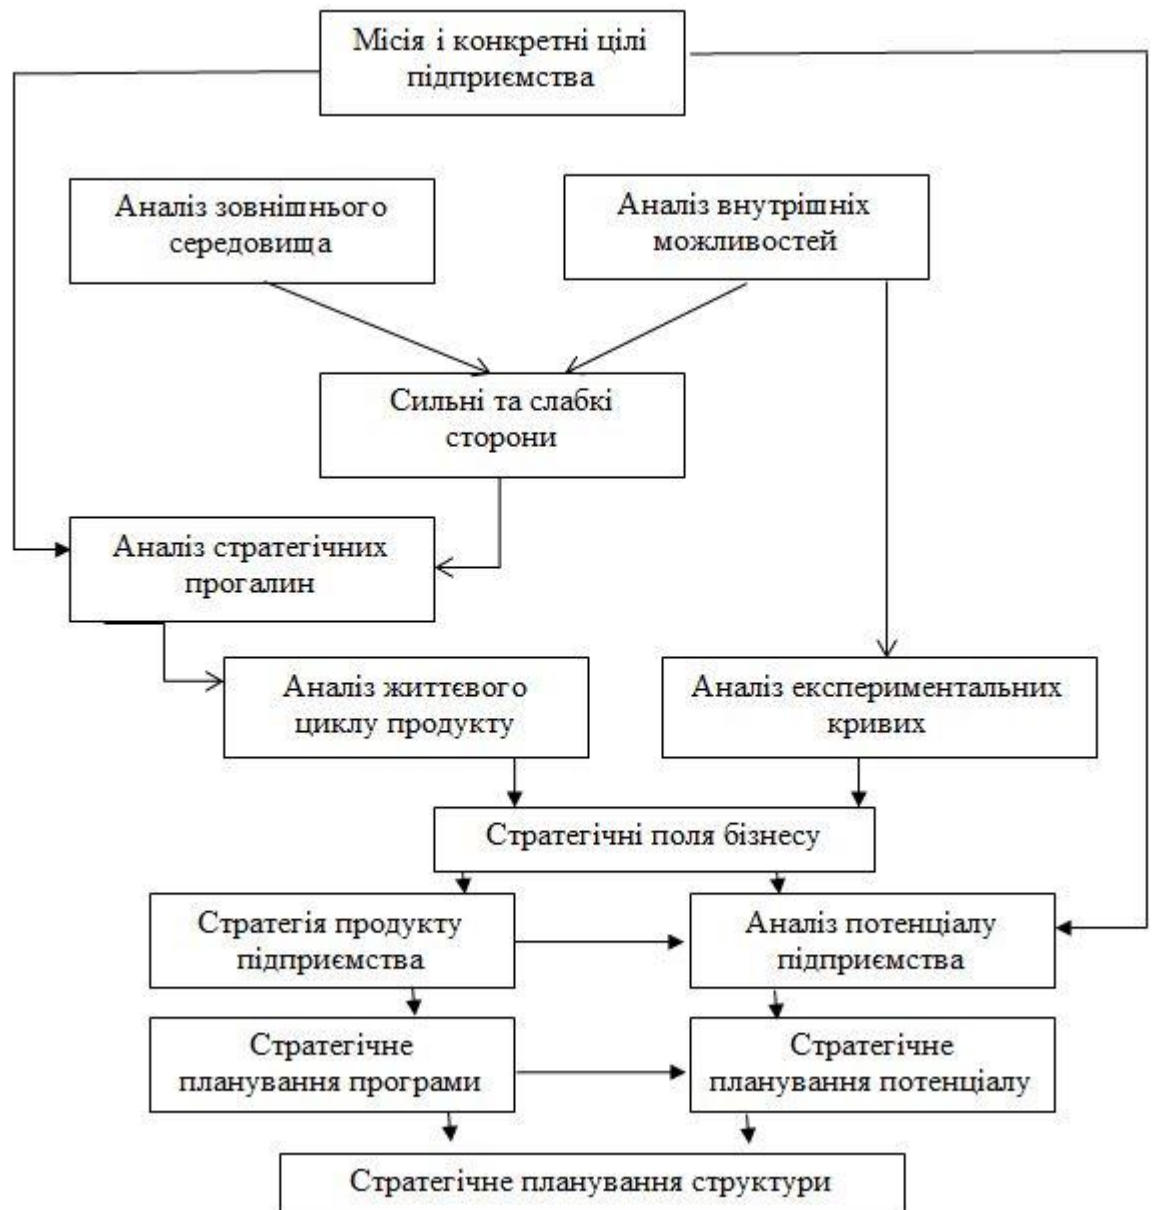 Місія і конкретні цілі
підприємства
Аналіз зовнішнього
середовища
Аналіз внутрішніх
можливостей
Сильні та слабкі
сторони
Аналіз стратегічних
прогалин
Аналіз життєвого
циклу продукту
Аналіз експериментальних
кривих
Стратегічні поля бізнесу
Стратегія продукту
підприємства
Аналіз потенціалу
підприємства
Стратегічне
планування програми
Стратегічне
планування потенціалу
Стратегічне планування структури